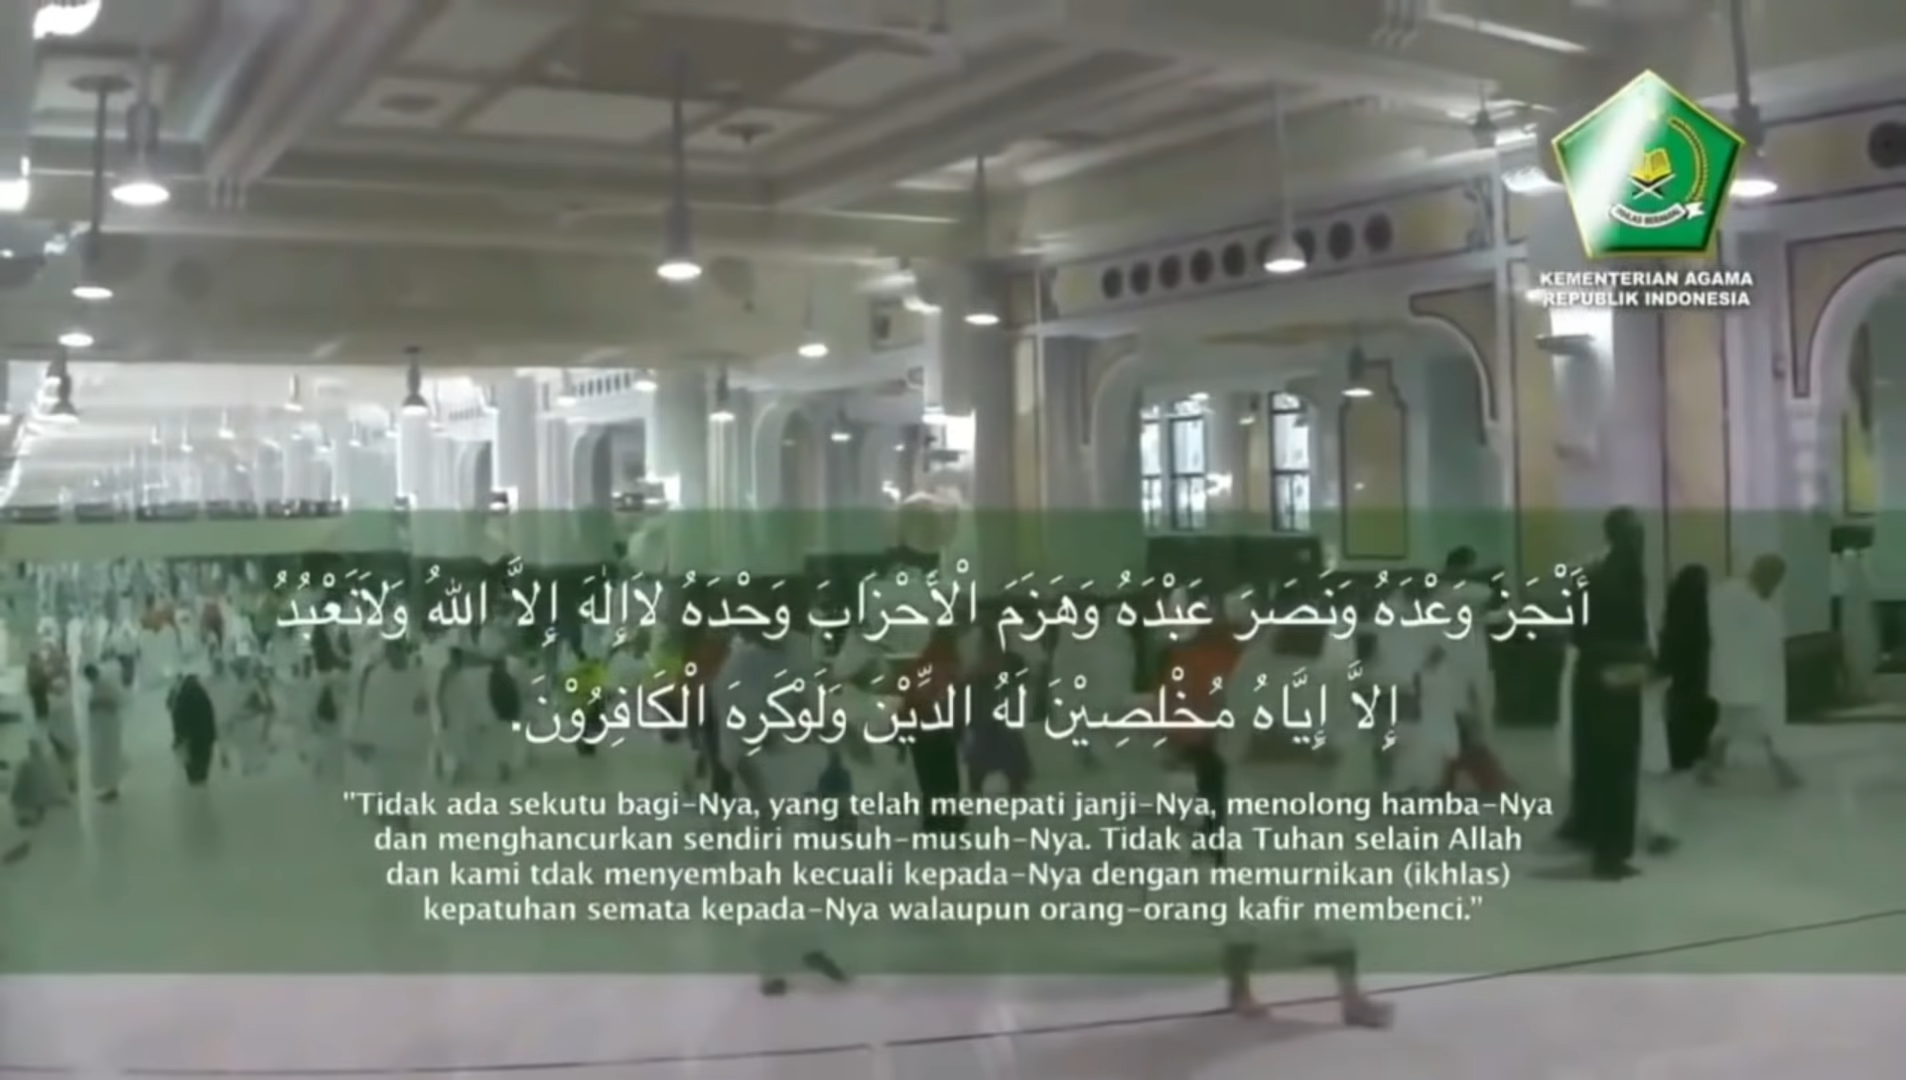 KEMENTERIAN AGAMA
REPUBLIK INDONESIA
أَنْجَزَ وَعْدَهُ وَنَصَرَ عَبْدَهُ وَهَزَمَ الْأَحْزَابَ وَحْدَهُ لاَإِلٰهَ إِلاَّ اللهُ وَلاَنَعْبُدُ
إِلاَّ إِيَّاهُ مُخْلِصِيْنَ لَهُ الدِّيْنَ وَلَوْكَرِهَ الْكَافِرُوْنَ.
"Tidak ada sekutu bagi-Nya, yang telah menepati janji-Nya, menolong hamba-Nya
dan menghancurkan sendiri musuh-musuh-Nya. Tidak ada Tuhan selain Allah
dan kami tdak menyembah kecuali kepada-Nya dengan memurnikan (ikhlas)
kepatuhan semata kepada-Nya walaupun orang-orang kafir membenci."